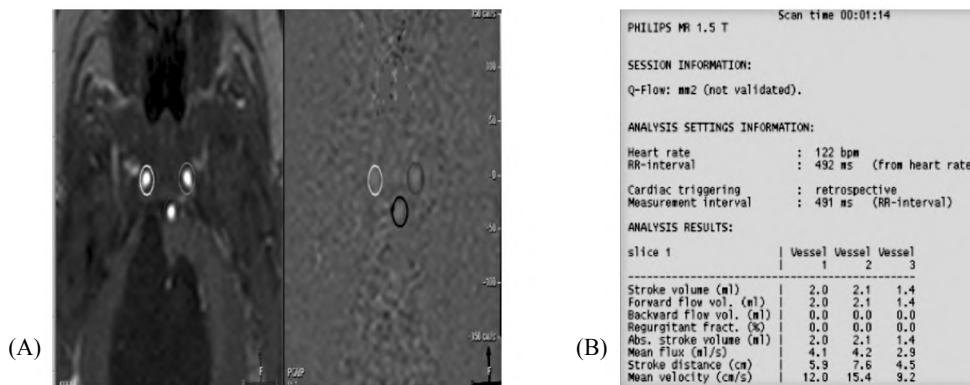 (A)
150 cm/s
100
50
0
-50
-100
-150 cm/s
F
F
PCA/P
(B)
Scan time 00:01:14
PHILIPS MR 1.5 T
SESSION INFORMATION:
Q-Flow: mm2 (not validated).
ANALYSIS SETTINGS INFORMATION:
Heart rate : 122 bpm
RR-interval : 492 ms (from heart rate
Cardiac triggering : retrospective
Measurement interval : 491 ms (RR-interval)
ANALYSIS RESULTS:
slice 1 | Vessel Vessel Vessel
| 1 2 3
Stroke volume (ml) | 2.0 2.1 1.4
Forward flow vol. (ml) | 2.0 2.1 1.4
Backward flow vol. (ml) | 0.0 0.0 0.0
Regurgitant fract. (%) | 0.0 0.0 0.0
Abs. stroke volume (ml) | 2.0 2.1 1.4
Mean flux (ml/s) | 4.1 4.2 2.9
Stroke distance (cm) | 5.9 7.6 4.5
Mean velocity (cm/s) | 12.0 15.4 9.2